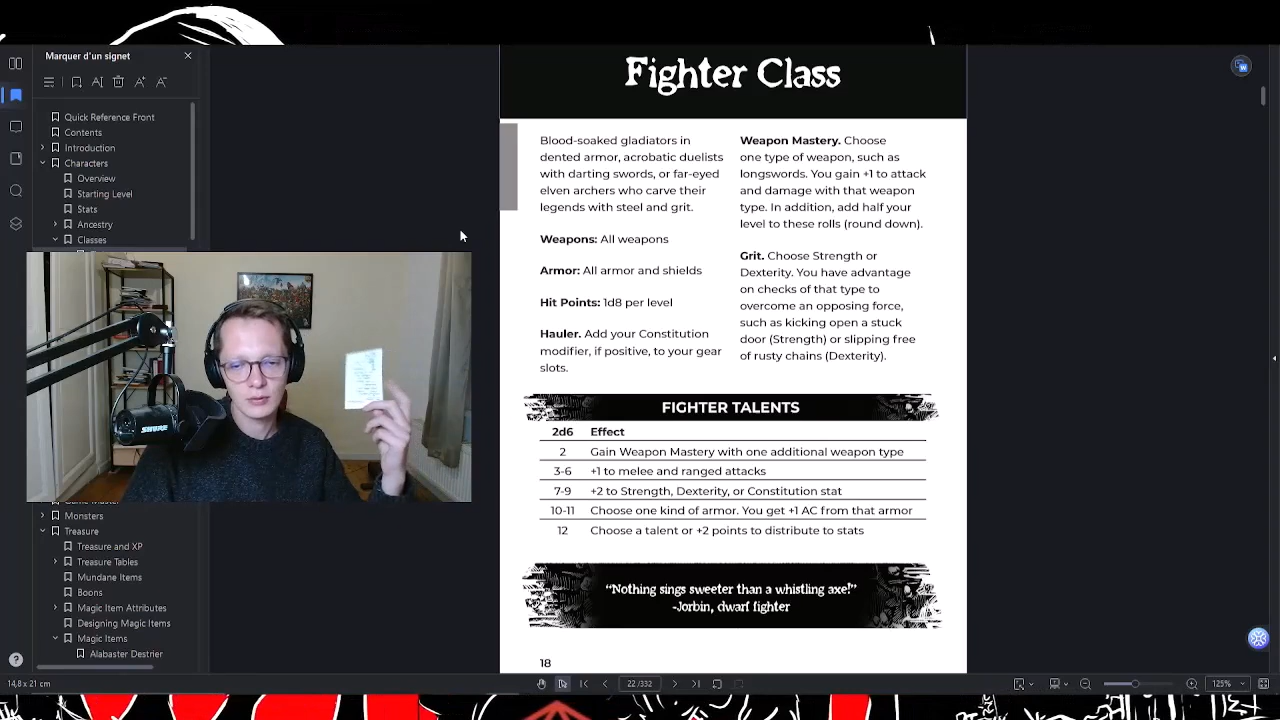 Marquer d'un signet
Quick Reference Front
Contents
Introduction
Characters
Overview
Starting Level
Stats
Ancestry
Classes
SHURE
Monsters
Treasure
Treasure and XP
Treasure Tables
Mundane Items
Boons
Magic Item Attributes
Designing Magic Items
Magic Items
Alabaster Destrier
14,8 x 21 cm
Fighter Class
Blood-soaked gladiators in
dented armor, acrobatic duelists
with darting swords, or far-eyed
elven archers who carve their
legends with steel and grit.
Weapons: All weapons
Armor: All armor and shields
Hit Points: 1d8 per level
Hauler. Add your Constitution
modifier, if positive, to your gear
slots.
Weapon Mastery. Choose
one type of weapon, such as
longswords. You gain +1 to attack
and damage with that weapon
type. In addition, add half your
level to these rolls (round down).
Grit. Choose Strength or
Dexterity. You have advantage
on checks of that type to
overcome an opposing force,
such as kicking open a stuck
door (Strength) or slipping free
of rusty chains (Dexterity).
FIGHTER TALENTS
2d6 Effect
2 Gain Weapon Mastery with one additional weapon type
3-6 +1 to melee and ranged attacks
7-9 +2 to Strength, Dexterity, or Constitution stat
10-11 Choose one kind of armor. You get +1 AC from that armor
12 Choose a talent or +2 points to distribute to stats
"Nothing sings sweeter than a whistling axe!"
-Jorbin, dwarf fighter
18
22 /332
125%